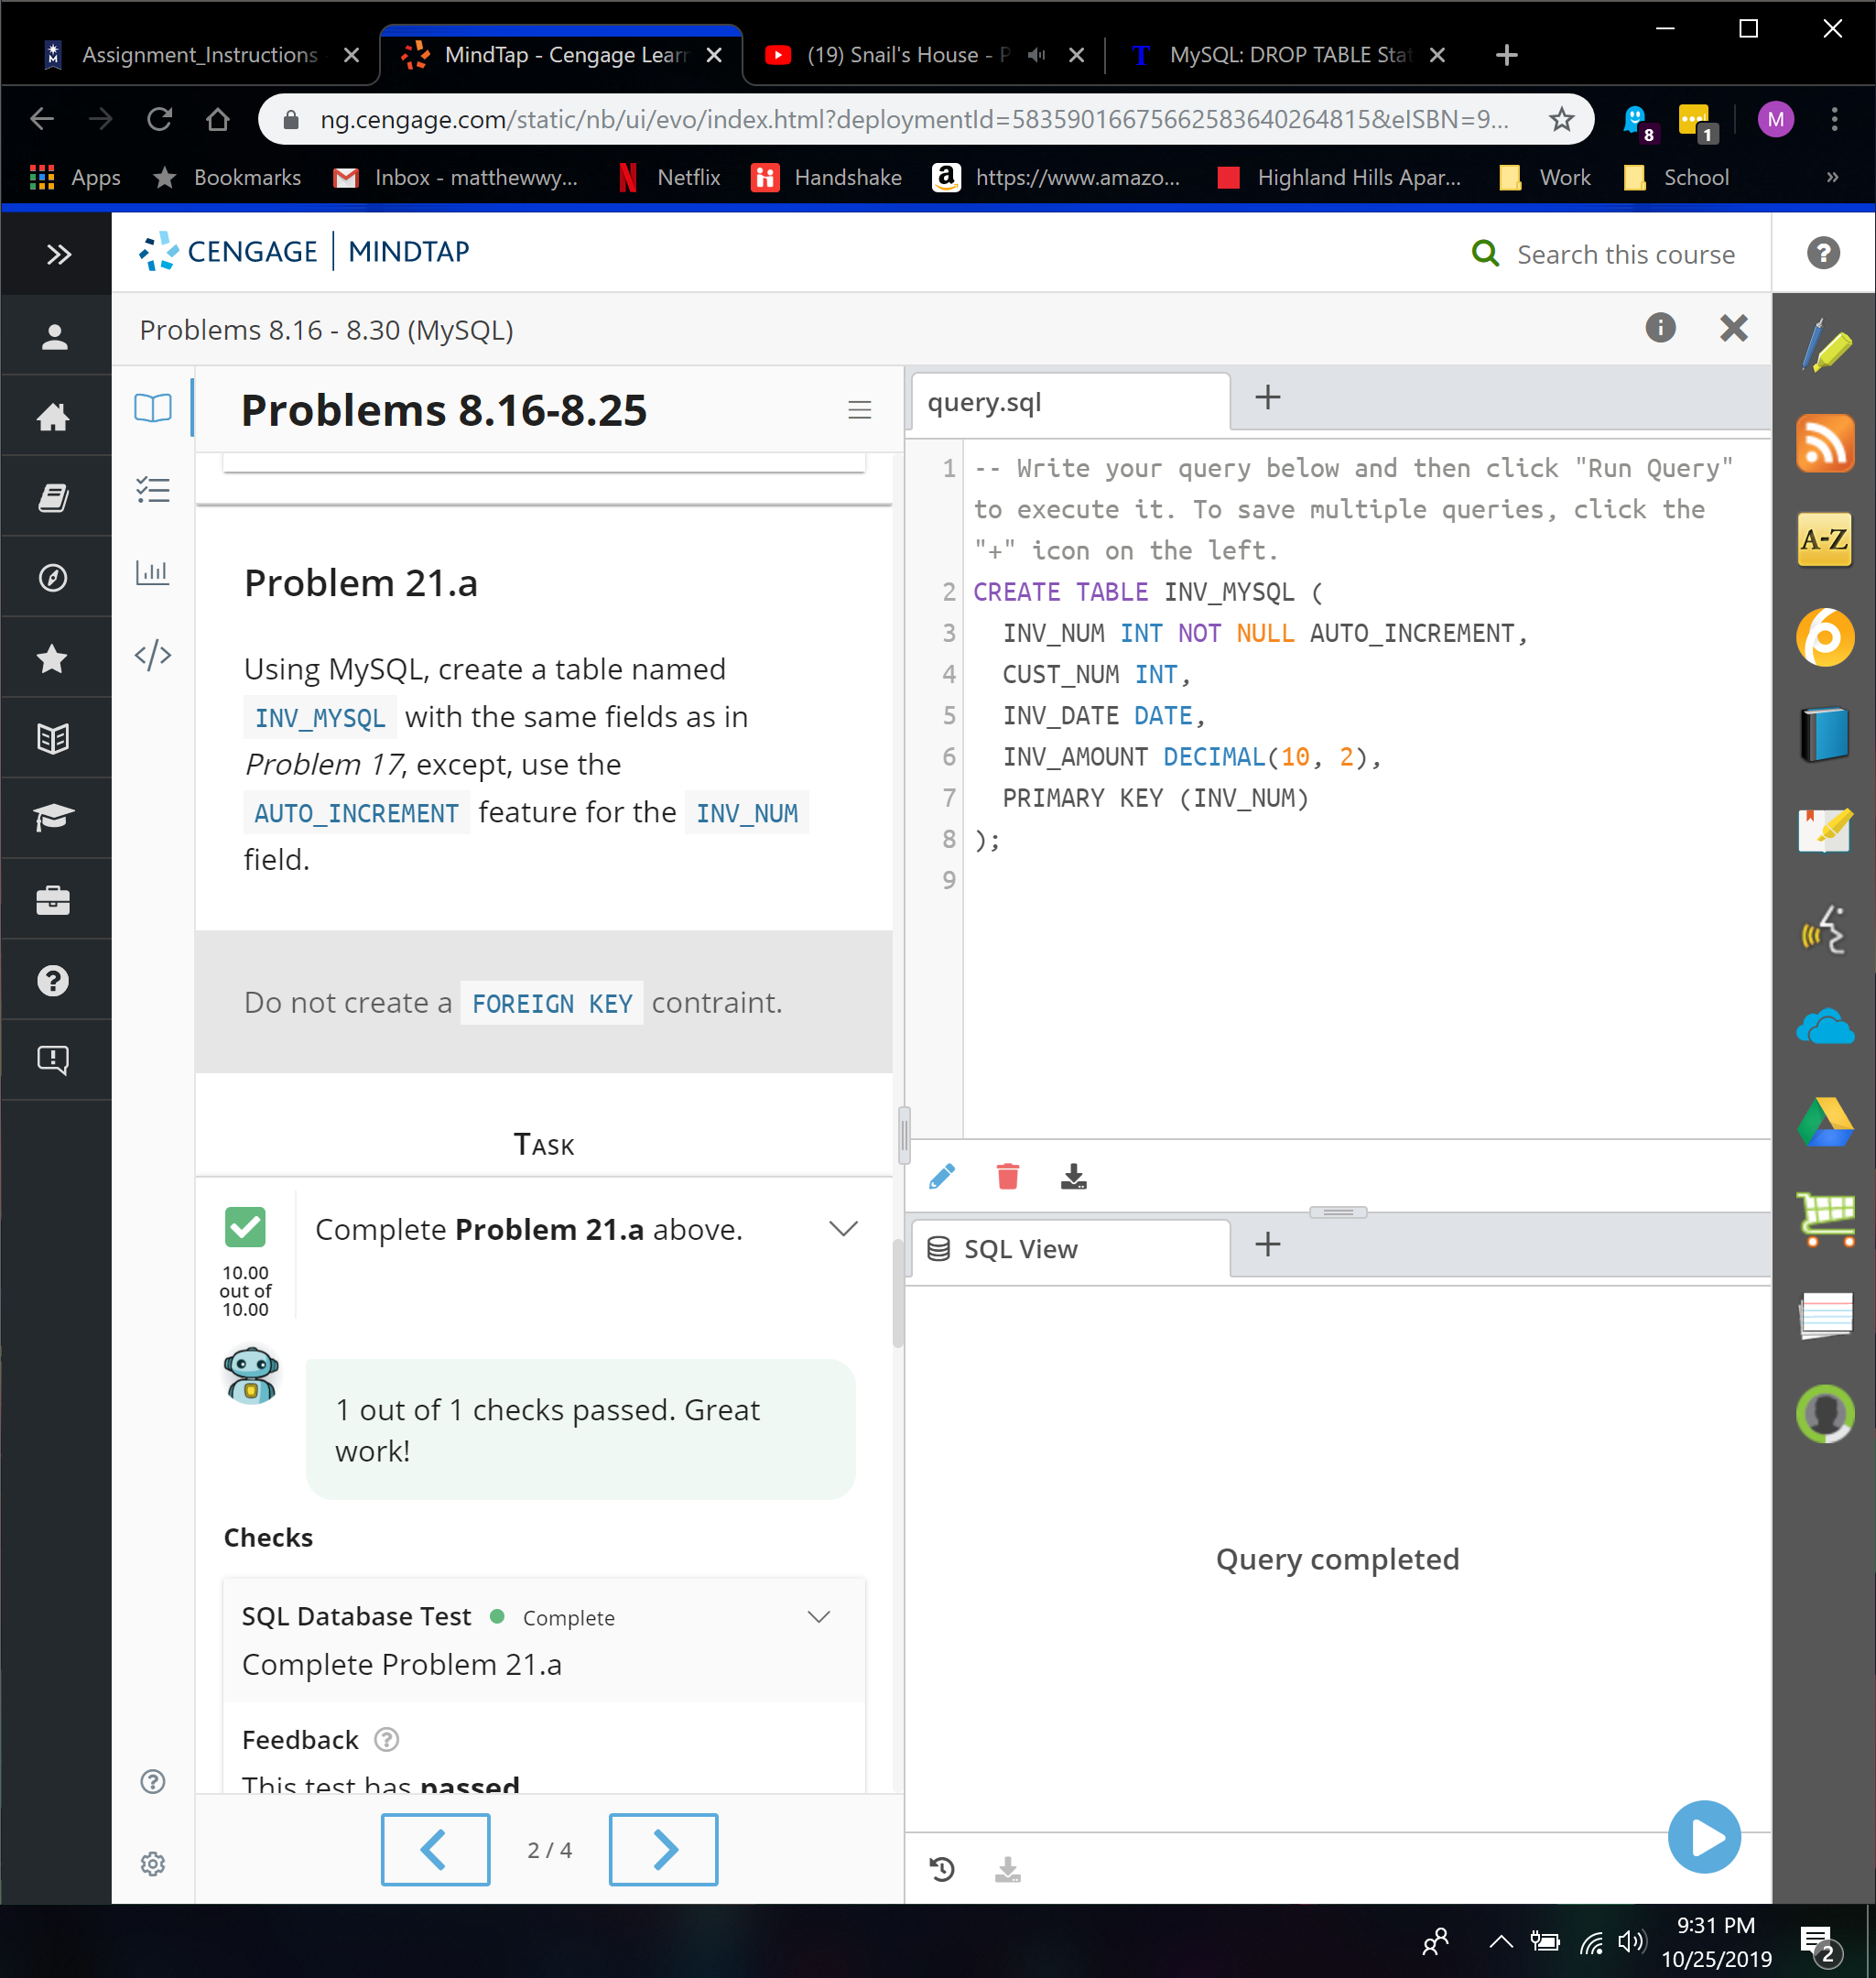 Assignment_Instructions
MindTap - Cengage Lear
(19) Snail's House - P
MySQL: DROP TABLE Stat
ng.cengage.com/static/nb/ui/evo/index.html?deploymentId=58359016675662583640264815&eISBN=9...
8
1
M
Apps
Bookmarks
Inbox - matthewwy...
Netflix
Handshake
https://www.amazo...
Highland Hills Apar...
Work
School
»
CENGAGE | MINDTAP
Search this course
Problems 8.16 - 8.30 (MySQL)
Problems 8.16-8.25
Problem 21.a
Using MySQL, create a table named
INV_MYSQL with the same fields as in
Problem 17, except, use the
AUTO_INCREMENT feature for the INV_NUM
field.
Do not create a FOREIGN KEY contraint.
TASK
10.00
out of
10.00
Complete Problem 21.a above.
1 out of 1 checks passed. Great
work!
Checks
SQL Database Test Complete
Complete Problem 21.a
Feedback
This test has passed
2 / 4
query.sql
1 -- Write your query below and then click "Run Query"
to execute it. To save multiple queries, click the
"+" icon on the left.
2 CREATE TABLE INV_MYSQL (
3 INV_NUM INT NOT NULL AUTO_INCREMENT,
4 CUST_NUM INT,
5 INV_DATE DATE,
6 INV_AMOUNT DECIMAL(10, 2),
7 PRIMARY KEY (INV_NUM)
8 );
9
SQL View
Query completed
A-Z
9:31 PM
10/25/2019
2